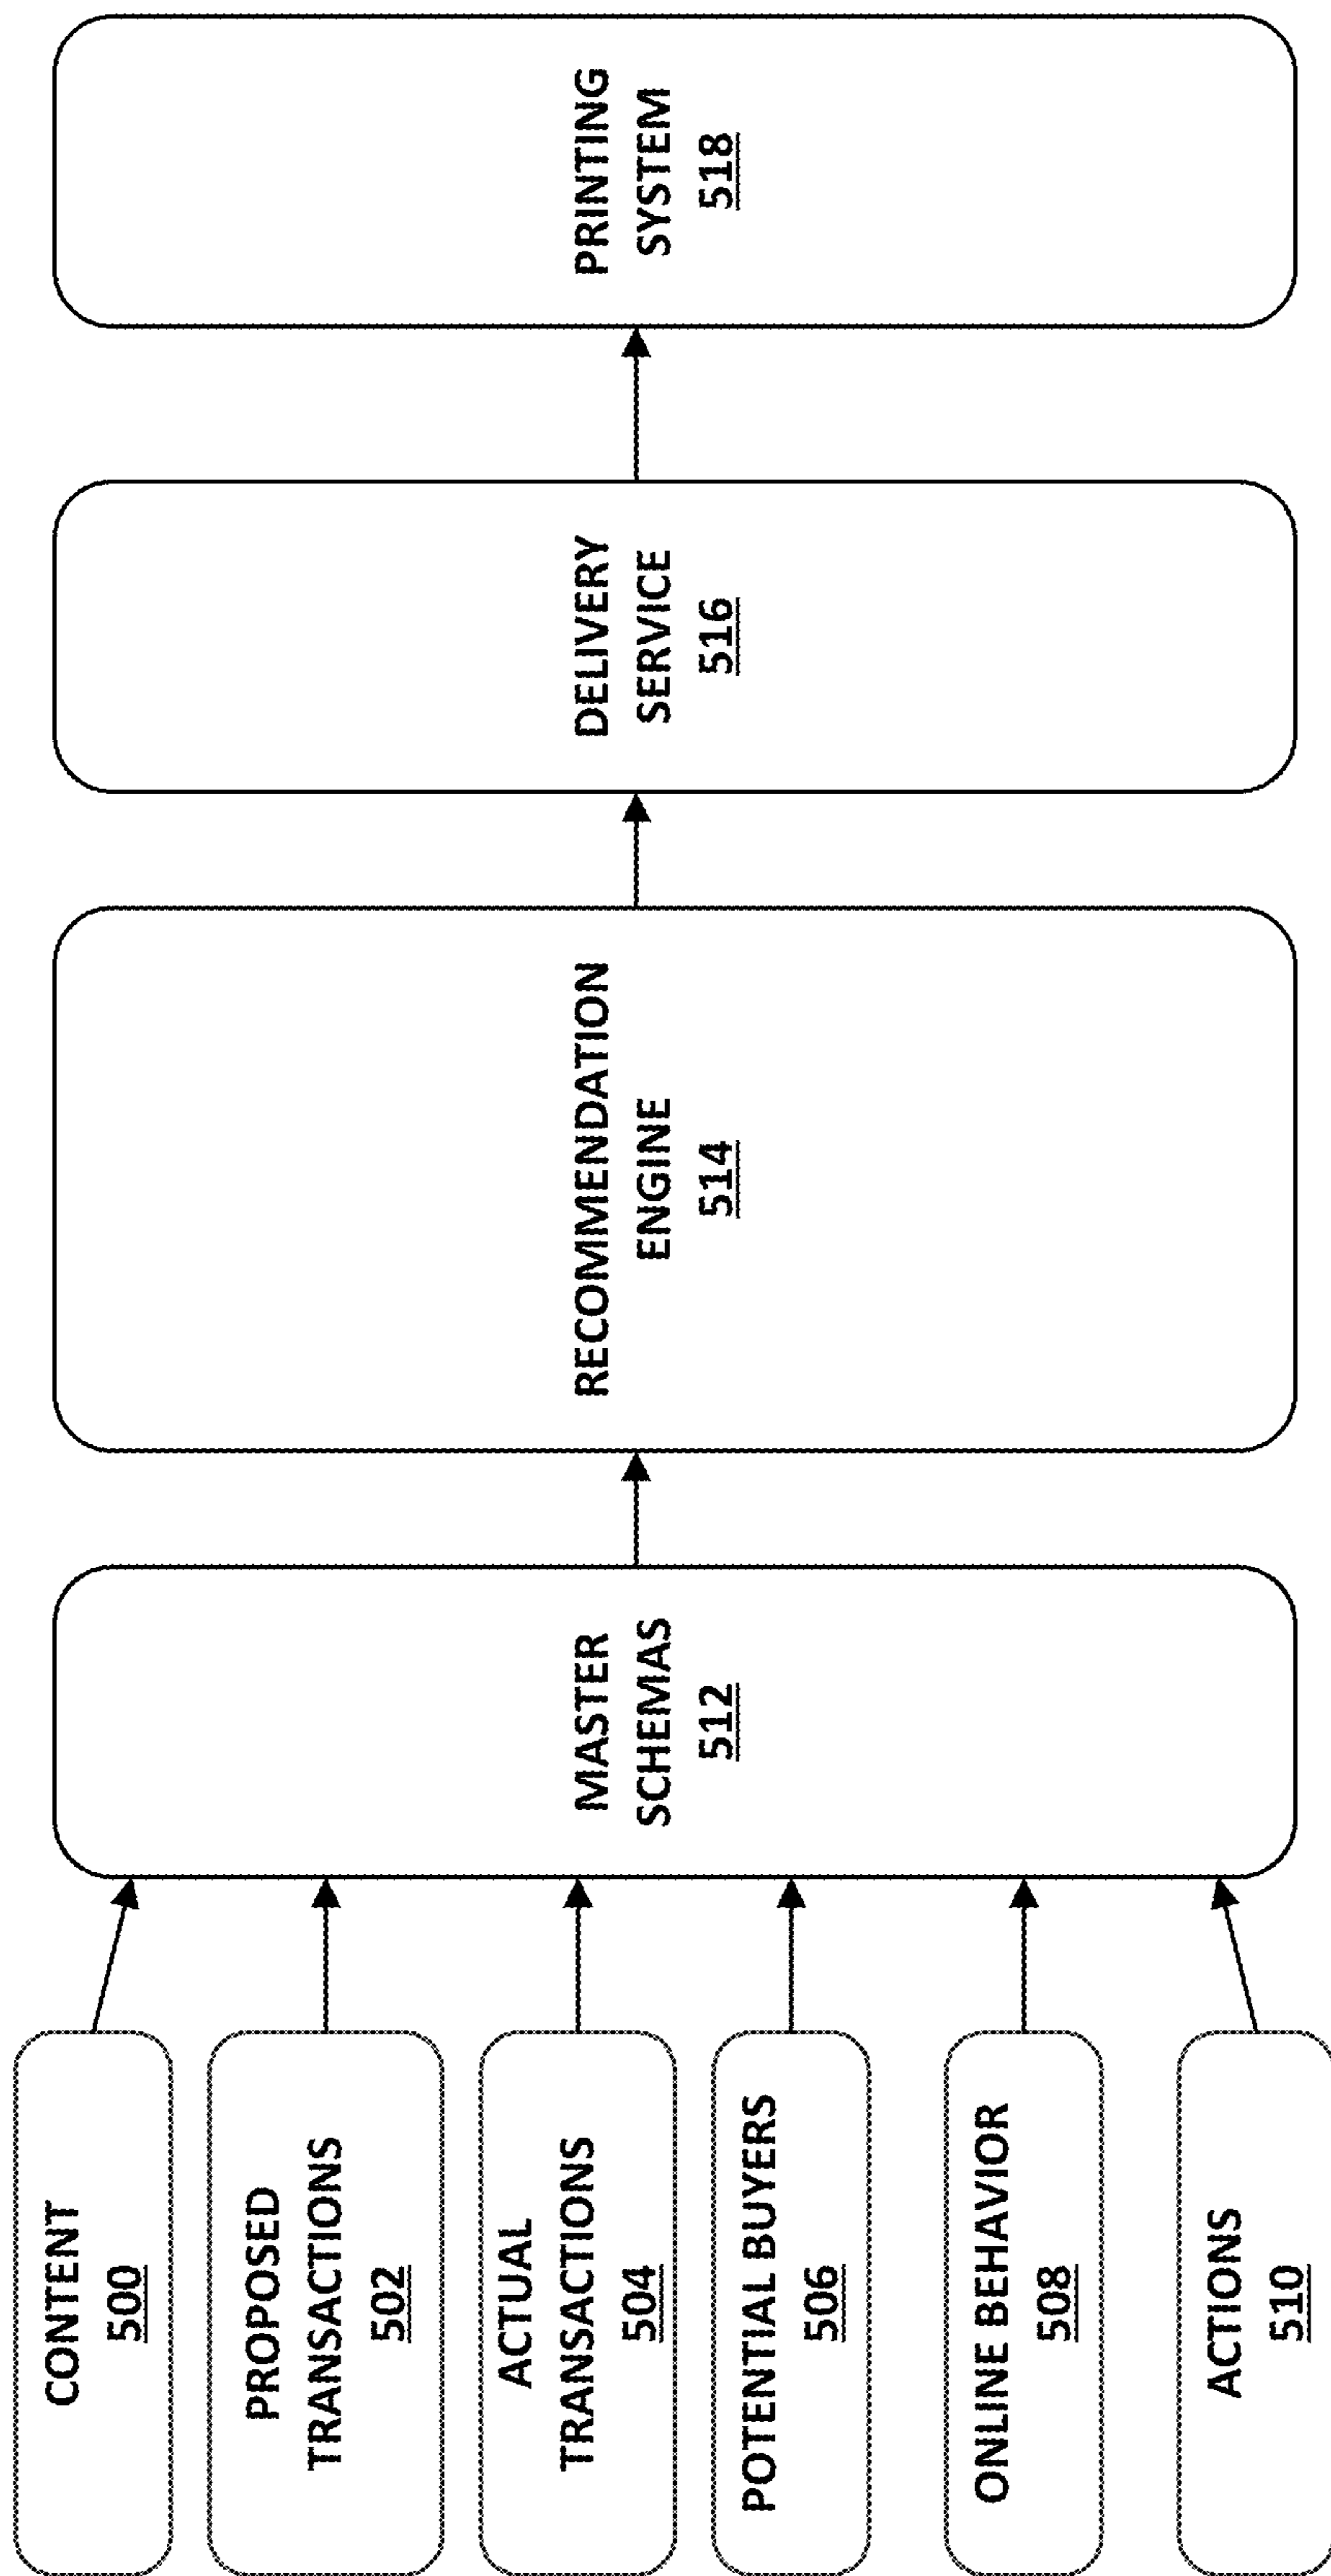 CONTENT
500
PROPOSED
TRANSACTIONS
502
ACTUAL
TRANSACTIONS
504
POTENTIAL BUYERS
506
ONLINE BEHAVIOR
508
ACTIONS
510
MASTER
SCHEMAS
512
RECOMMENDATION
ENGINE
514
DELIVERY
SERVICE
516
PRINTING
SYSTEM
518